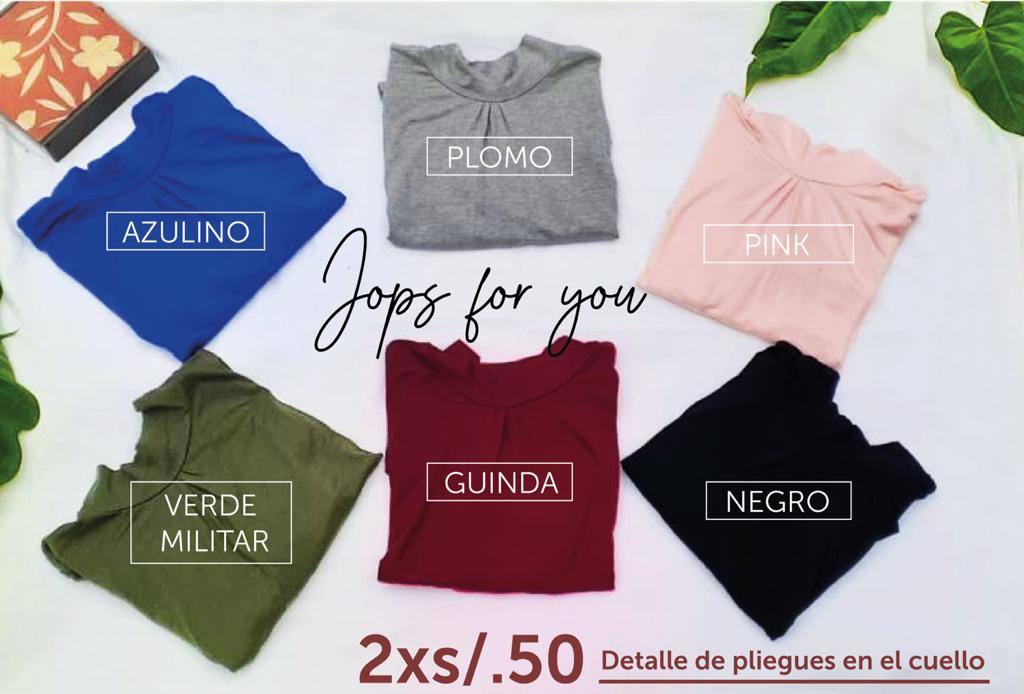 PLOMO
AZULINO
PINK
Jops for you
VERDE
MILITAR
GUINDA
NEGRO
2xs/.50
Detalle de pliegues en el cuello